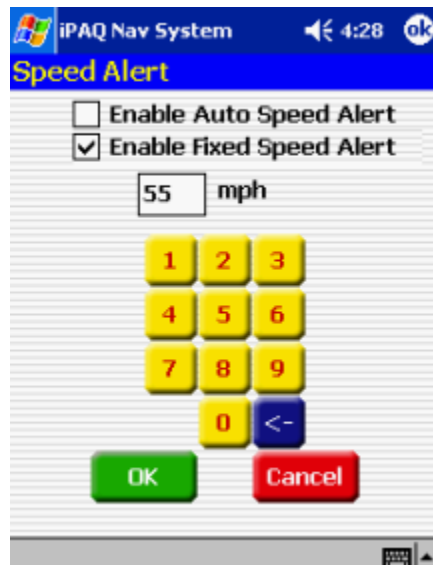 iPAQ Nav System 4:28 ok
Speed Alert
Enable Auto Speed Alert
Enable Fixed Speed Alert
55 mph
1 2 3
4 5 6
7 8 9
0 <-
OK Cancel